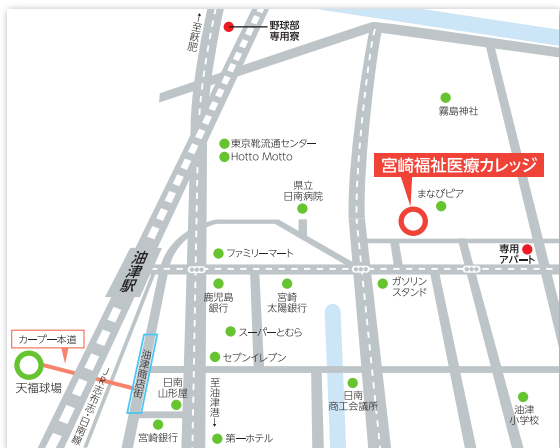 ↑至飫肥
野球部
専用寮
霧島神社
東京靴流通センター
Hotto Motto
宮崎福祉医療カレッジ
県立
日南病院
まなびピア
ファミリーマート
専用
アパート
油津駅
鹿児島
銀行
宮崎
太陽銀行
ガソリン
スタンド
スーパーとむら
カープ一本道
油津商店街
セブンイレブン
天福球場
JR志布志・日南線
日南
山形屋
至油津港→
日南
商工会議所
油津
小学校
宮崎銀行
第一ホテル